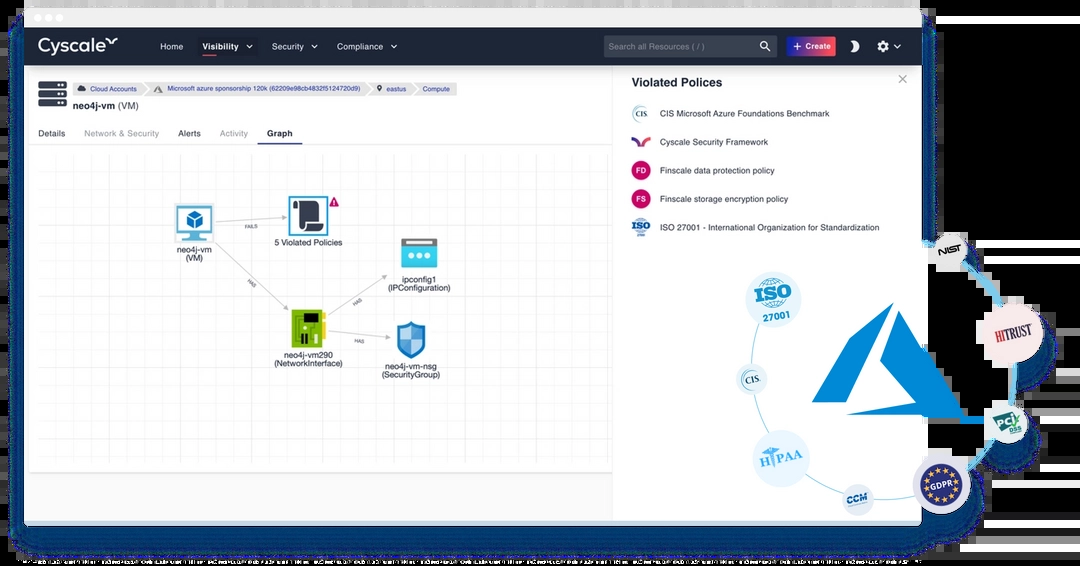 Cyscale
Home
Visibility
Security
Compliance
Search all Resources ( / )
+ Create
Cloud Accounts
Microsoft azure sponsorship 120k (62209e98cb4832f5124720d9)
eastus
Compute
neo4j-vm (VM)
Details
Network & Security
Alerts
Activity
Graph
neo4j-vm
(VM)
FAILS
5 Violated Policies
HAS
neo4j-vm290
(NetworkInterface)
HAS
ipconfig1
(IPConfiguration)
HAS
neo4j-vm-nsg
(SecurityGroup)
Violated Polices
CIS.
CIS Microsoft Azure Foundations Benchmark
Cyscale Security Framework
FD
Finscale data protection policy
FS
Finscale storage encryption policy
ISO
ISO 27001 - International Organization for Standardization
ISO
27001
CIS.
HIPAA
CCM
GDPR
PCI
DSS
HITRUST
NIST